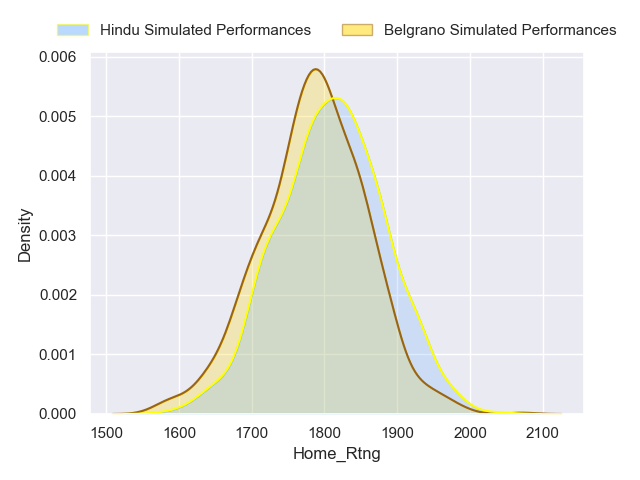 Hindu Simulated Performances
Belgrano Simulated Performances
0.006
0.005
0.004
0.003
0.002
0.001
0.000
Density
1500 1600 1700 1800 1900 2000 2100
Home_Rtng